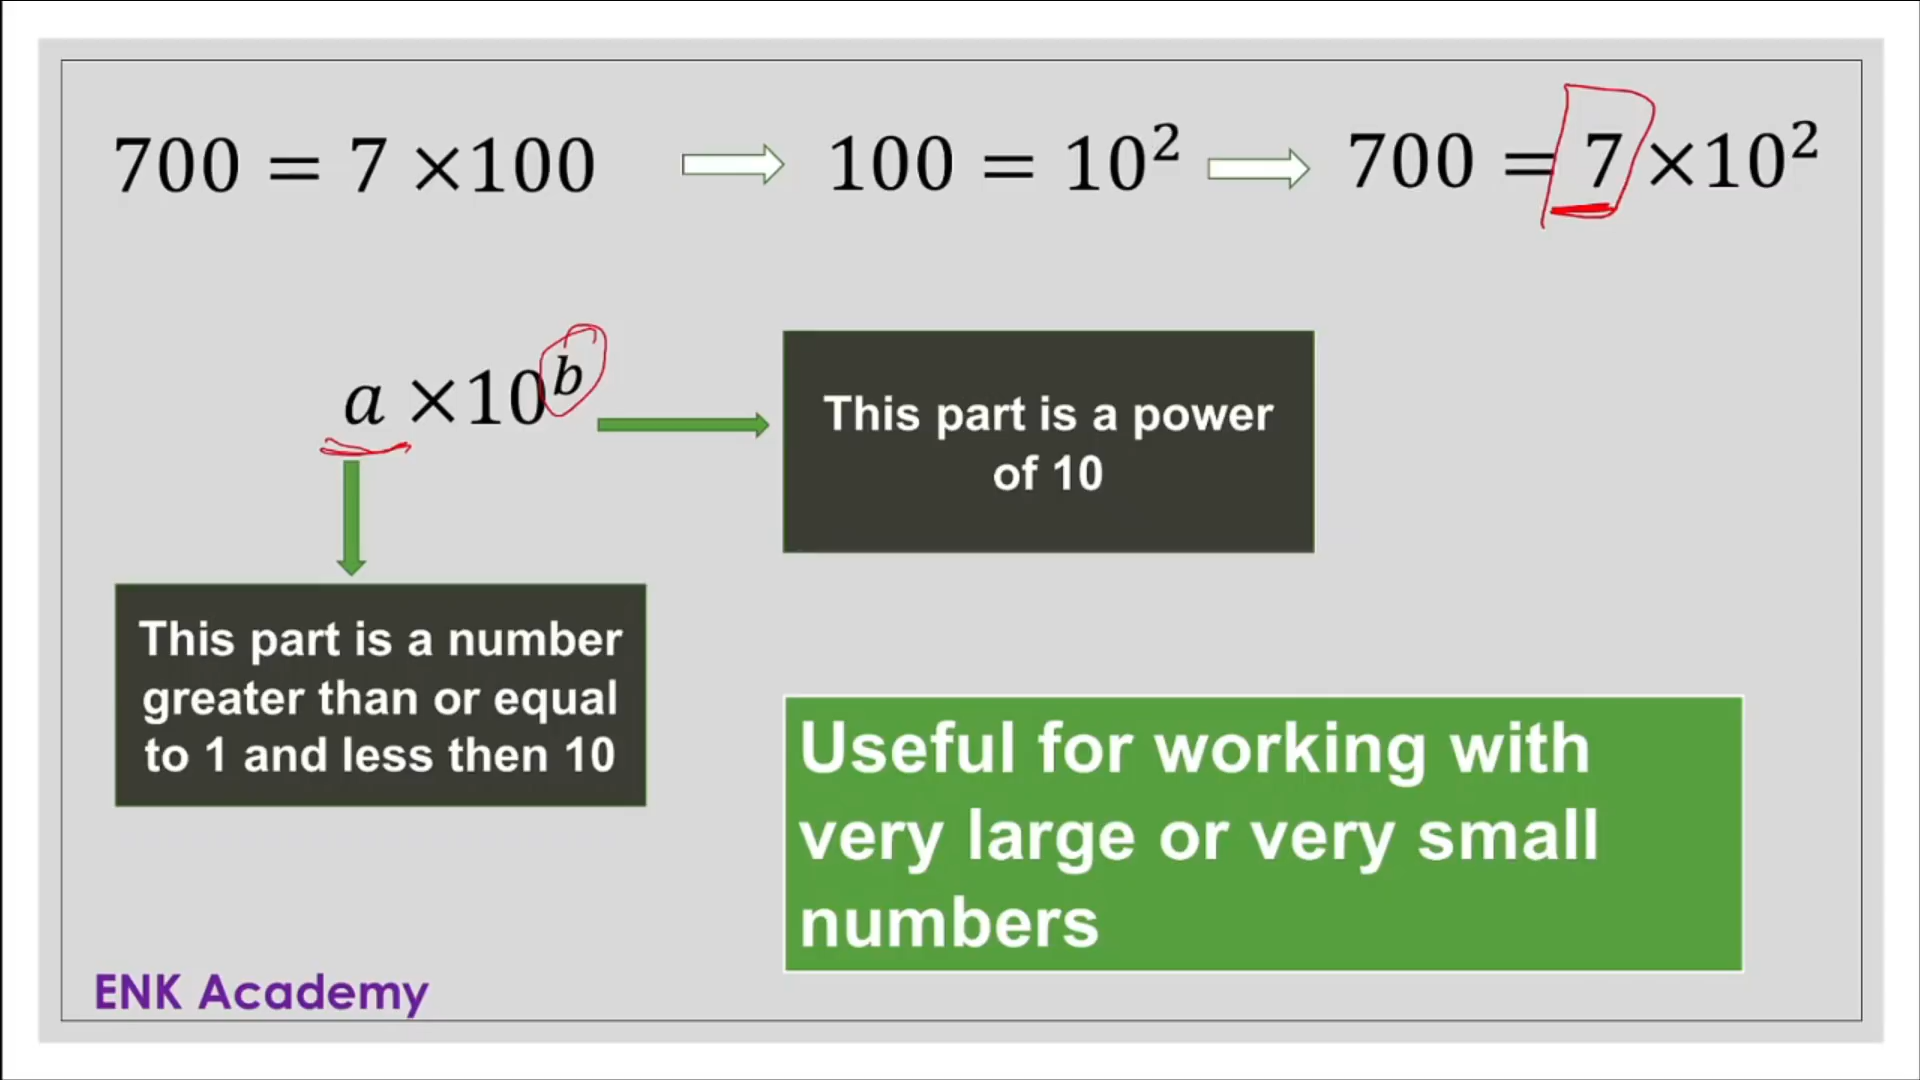 700 = 7 ×100
100 = 10²
700 = 7 ×10²
a ×10ᵇ
This part is a power
of 10
This part is a number
greater than or equal
to 1 and less then 10
Useful for working with
very large or very small
numbers
ENK Academy